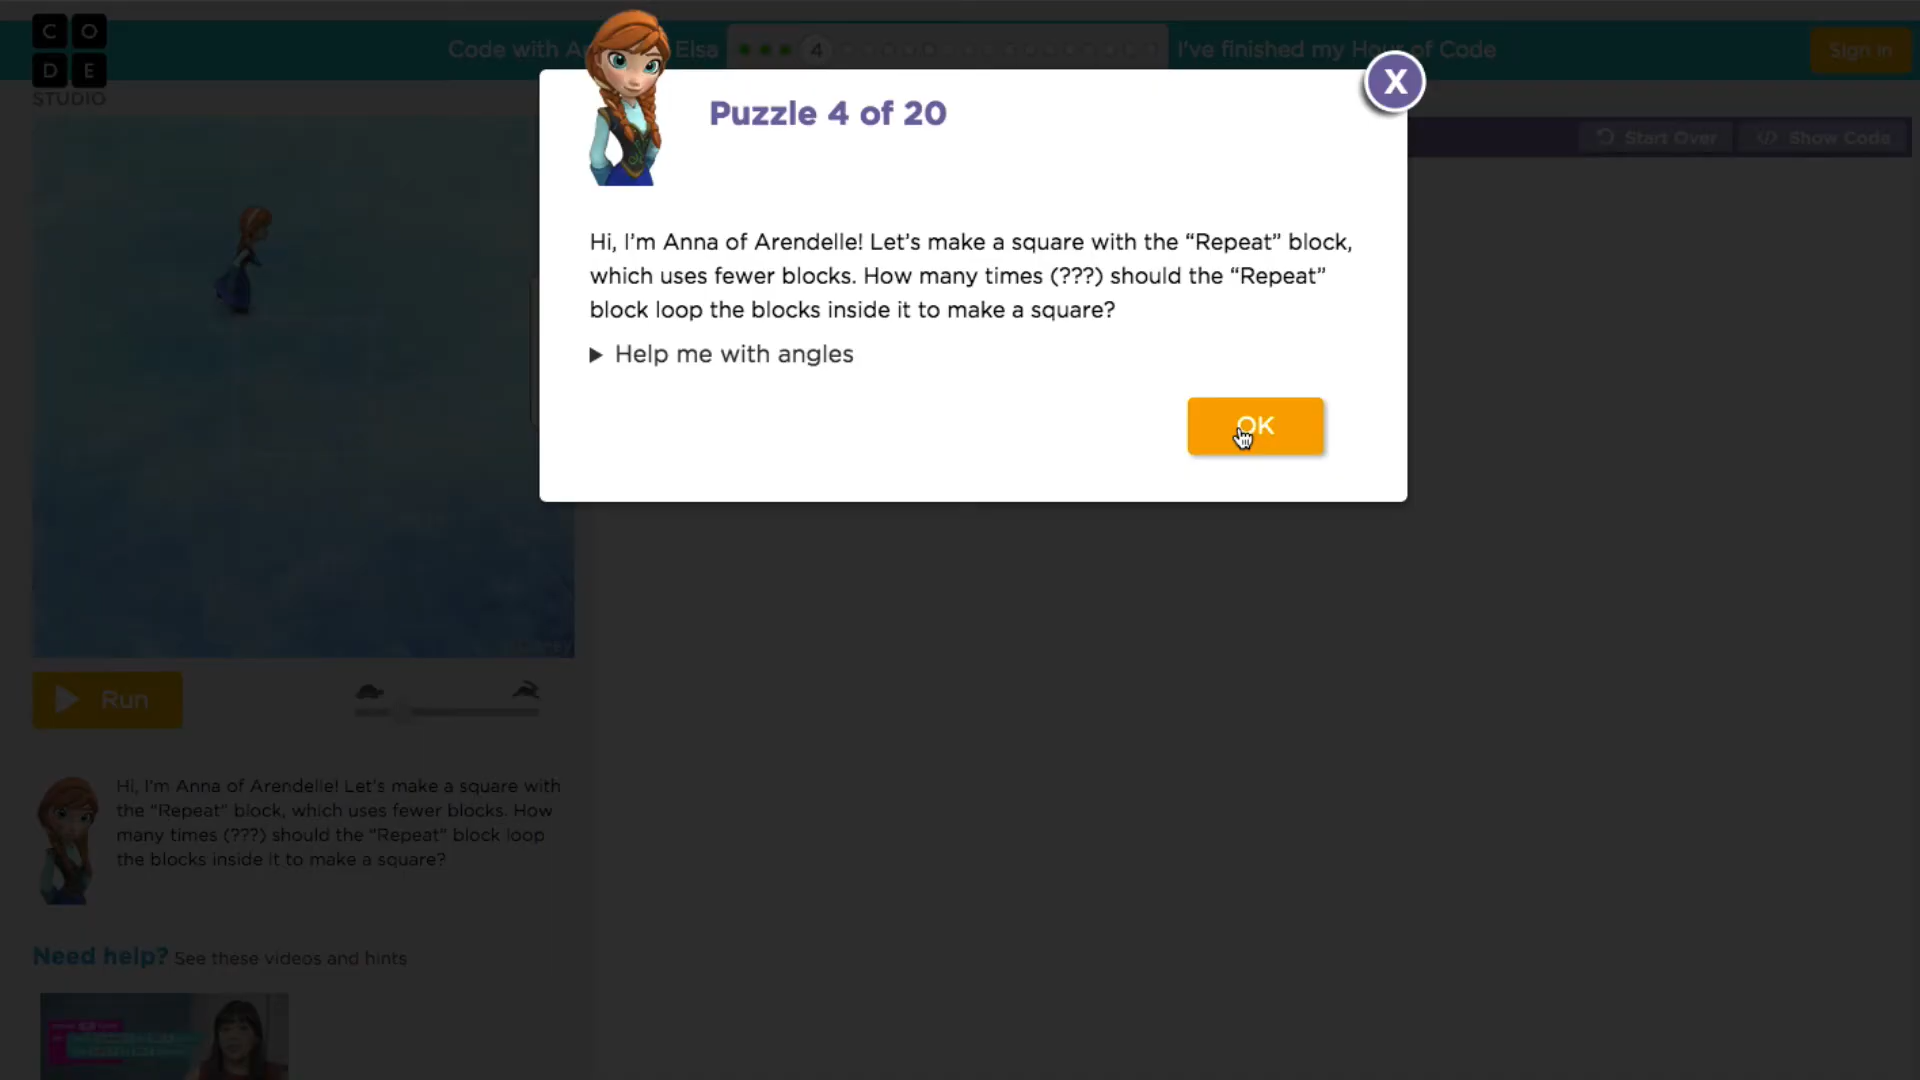 C O
D E
STUDIO
Code with An
Elsa
4
I've finished my Hour of Code
Sign in
X
Puzzle 4 of 20
Start Over
</> Show Code
Hi, I'm Anna of Arendelle! Let's make a square with the “Repeat” block,
which uses fewer blocks. How many times (???) should the “Repeat”
block loop the blocks inside it to make a square?
Help me with angles
OK
Run
Hi, I'm Anna of Arendelle! Let's make a square with
the “Repeat” block, which uses fewer blocks. How
many times (???) should the “Repeat” block loop
the blocks inside it to make a square?
Need help? See these videos and hints